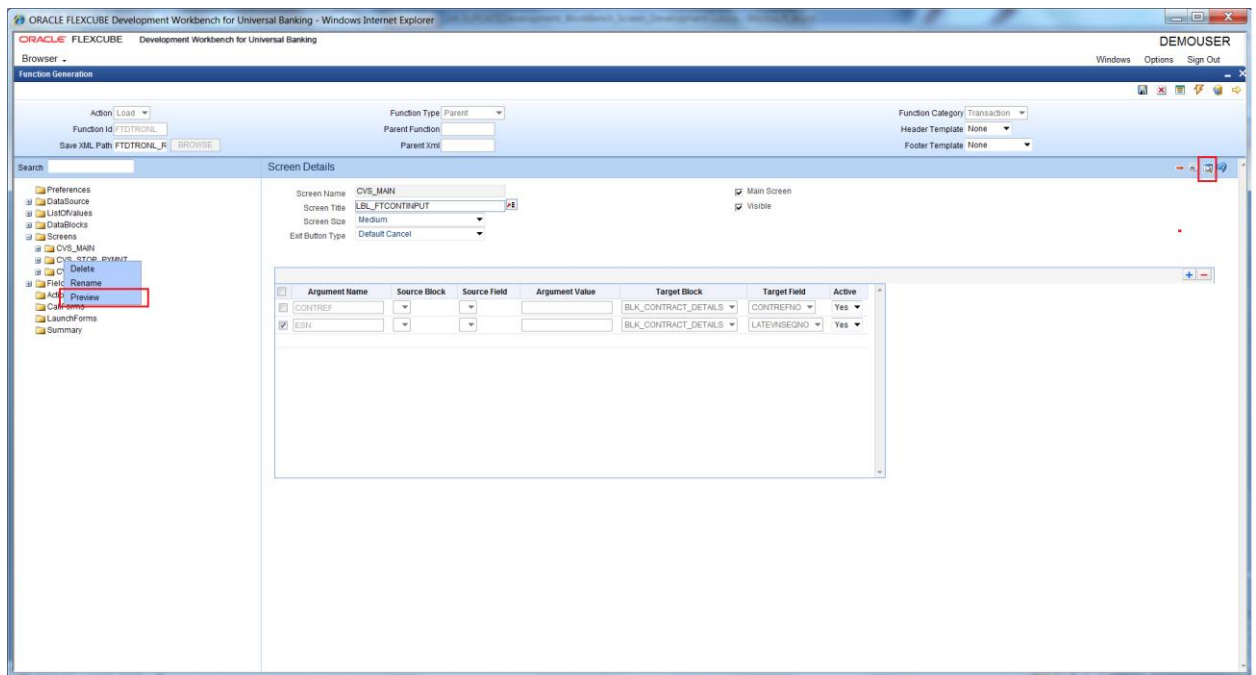 ORACLE FLEXCUBE Development Workbench for Universal Banking - Windows Internet Explorer
ORACLE FLEXCUBE Development Workbench for Universal Banking
DEMOUSER
Browser
Windows Options Sign Out
Function Generation
Action Load
Function Type Parent
Function Category Transaction
Function Id FTDTRONL
Parent Function
Header Template None
Save XML Path FTDTRONL_R BROWSE
Parent Xml
Footer Template None
Search
Screen Details
Preferences
DataSource
ListOfValues
DataBlocks
Screens
CVS_MAIN
CVS_STOP_PYMNT
Delete
Rename
Preview
CallForms
LaunchForms
Summary
Screen Name CVS_MAIN
Main Screen
Screen Title LBL_FTCONTINPUT
Visible
Screen Size Medium
Exit Button Type Default Cancel
Argument Name Source Block Source Field Argument Value Target Block Target Field Active
CONTREF BLK_CONTRACT_DETAILS CONTREFNO Yes
ESN BLK_CONTRACT_DETAILS LATEVNSEQNO Yes